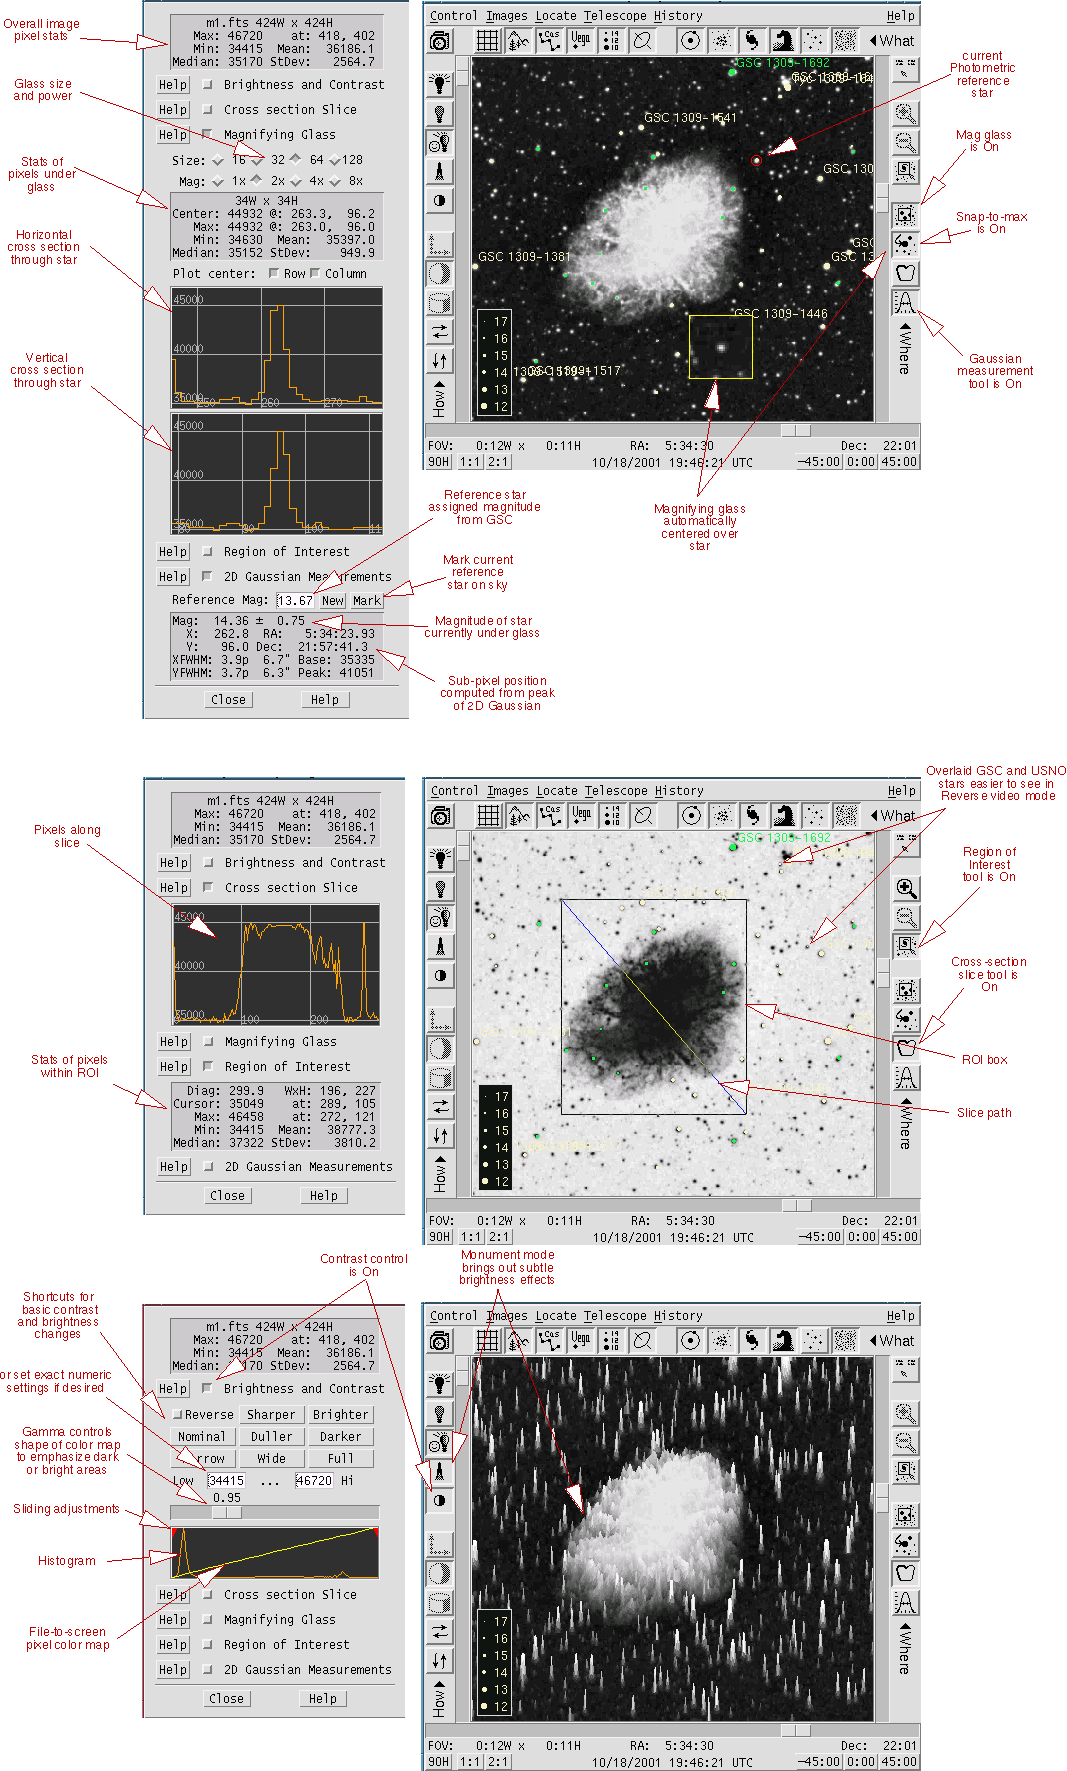 Overall image
pixel stats
Glass size
and power
Stats of
pixels under
glass
Horizontal
cross section
through star
Vertical
cross section
through star
m1.fts 424W x 424H
Max: 46720 at: 418, 402
Min: 34415 Mean: 36186.1
Median: 35170 StDev: 2564.7
Help Brightness and Contrast
Help Cross section Slice
Help Magnifying Glass
Size: 16 32 64 128
Mag: 1x 2x 4x 8x
34W x 34H
Center: 44932 @: 263.3, 96.2
Max: 44932 @: 263.0, 96.0
Min: 34630 Mean: 35397.0
Median: 35152 StDev: 949.9
Plot center: Row Column
45000
40000
35000
250 260 270
45000
40000
35000
80 90 100 11
Help Region of Interest
Help 2D Gaussian Measurements
Reference Mag: 13.67 New Mark
Mag: 14.36 ± 0.75
X: 262.8 RA: 5:34:23.93
Y: 96.0 Dec: 21:57:41.3
XFWHM: 3.9p 6.7" Base: 35335
YFWHM: 3.7p 6.3" Peak: 41051
Close Help
Control Images Locate Telescope History Help
Cas Vega What
GSC 1309-1692
GSC 1309-1541
GSC 130
GSC 1309-1381
GSC 1309-1446
GSC 1309-1517
17
16
15
14
13
12
How
Where
FOV: 0:12W x 0:11H RA: 5:34:30 Dec: 22:01
90H 1:1 2:1 10/18/2001 19:46:21 UTC -45:00 0:00 45:00
current
Photometric
reference
star
Mag glass
is On
Snap-to-max
is On
Gaussian
measurement
tool is On
Magnifying glass
automatically
centered over
star
Reference star
assigned magnitude
from GSC
Mark current
reference
star on sky
Magnitude of star
currently under glass
Sub-pixel position
computed from peak
of 2D Gaussian
Pixels along
slice
Stats of pixels
within ROI
m1.fts 424W x 424H
Max: 46720 at: 418, 402
Min: 34415 Mean: 36186.1
Median: 35170 StDev: 2564.7
Help Brightness and Contrast
Help Cross section Slice
45000
40000
35000
100 200
Help Magnifying Glass
Help Region of Interest
Diag: 299.9 WxH: 196, 227
Cursor: 35049 at: 289, 105
Max: 46458 at: 272, 121
Min: 34415 Mean: 38777.3
Median: 37322 StDev: 3810.2
Help 2D Gaussian Measurements
Close Help
Control Images Locate Telescope History Help
Cas Vega What
GSC 1309-1692
17
16
15
14
13
12
How
Where
FOV: 0:12W x 0:11H RA: 5:34:30 Dec: 22:01
90H 1:1 2:1 10/18/2001 19:46:21 UTC -45:00 0:00 45:00
Overlaid GSC and USNO
stars easier to see in
Reverse video mode
Region of
Interest
tool is On
Cross-section
slice tool is
On
ROI box
Slice path
Contrast control
is On
Monument mode
brings out subtle
brightness effects
Shortcuts for
basic contrast
and brightness
changes
or set exact numeric
settings if desired
Gamma controls
shape of color map
to emphasize dark
or bright areas
Sliding adjustments
Histogram
File-to-screen
pixel color map
m1.fts 424W x 424H
Max: 46720 at: 418, 402
Min: 34415 Mean: 36186.1
Median: 170 StDev: 2564.7
Help Brightness and Contrast
Reverse Sharper Brighter
Nominal Duller Darker
rrow Wide Full
Low 34415 ... 46720 Hi
0.95
Help Cross section Slice
Help Magnifying Glass
Help Region of Interest
Help 2D Gaussian Measurements
Close Help
Control Images Locate Telescope History Help
Cas Vega What
17
16
15
14
13
12
How
Where
FOV: 0:12W x 0:11H RA: 5:34:30 Dec: 22:01
90H 1:1 2:1 10/18/2001 19:46:21 UTC -45:00 0:00 45:00